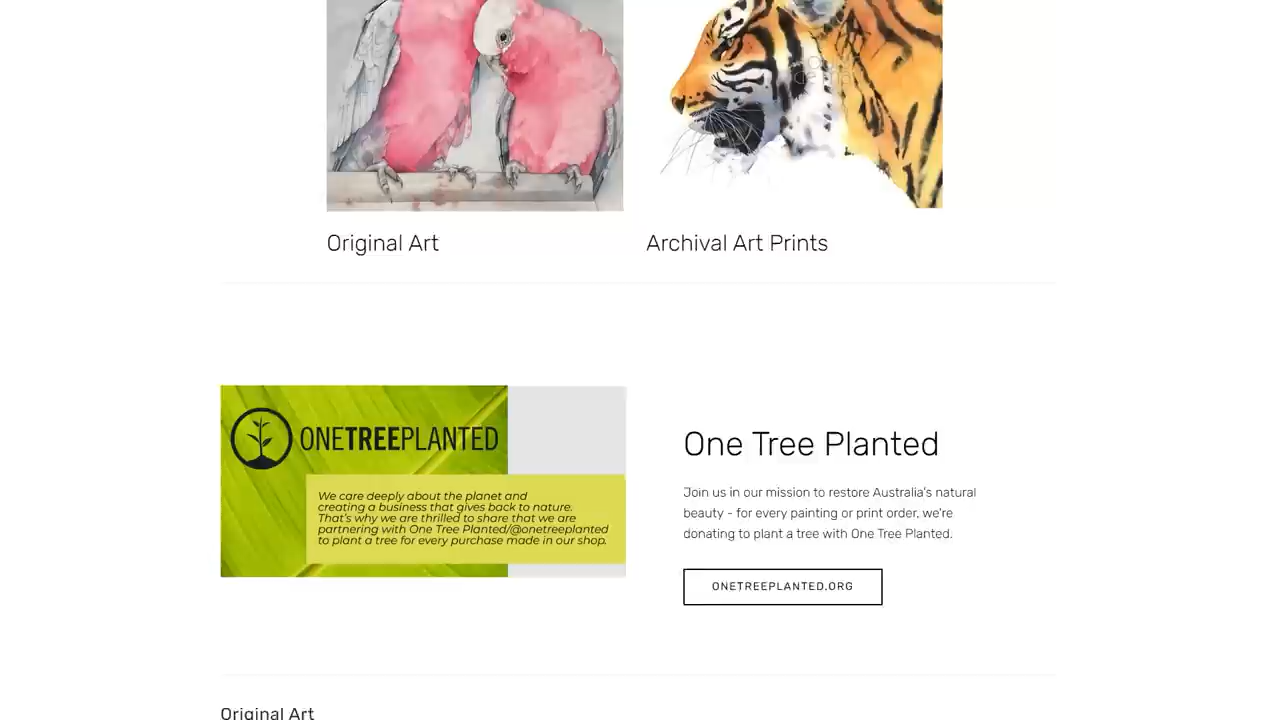 Original Art
Archival Art Prints
ONETREEPLANTED
We care deeply about the planet and
creating a business that gives back to nature.
That's why we are thrilled to share that we are
partnering with One Tree Planted/@onetreeplanted
to plant a tree for every purchase made in our shop.
One Tree Planted
Join us in our mission to restore Australia's natural
beauty - for every painting or print order, we're
donating to plant a tree with One Tree Planted.
ONETREEPLANTED.ORG
Original Art